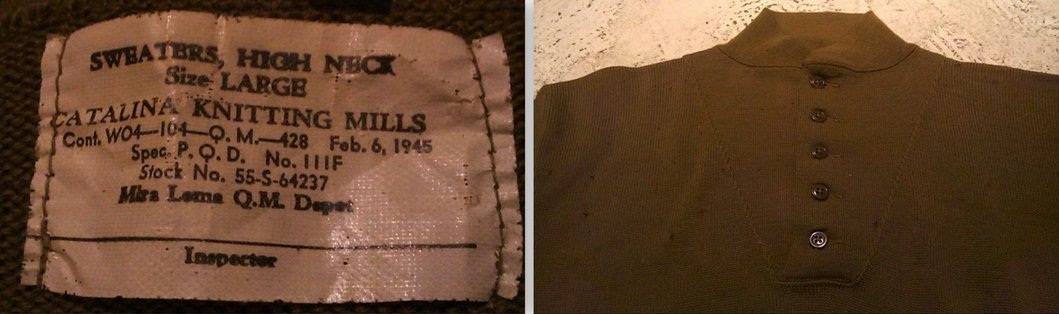 SWEATERS, HIGH NECK
Size LARGE
CATALINA KNITTING MILLS
Cont. WO4—104—Q. M.—428 Feb. 6, 1945
Spec. P. Q. D. No. 111F
Stock No. 55-S-64237
Mira Loma Q.M. Depot
Inspector